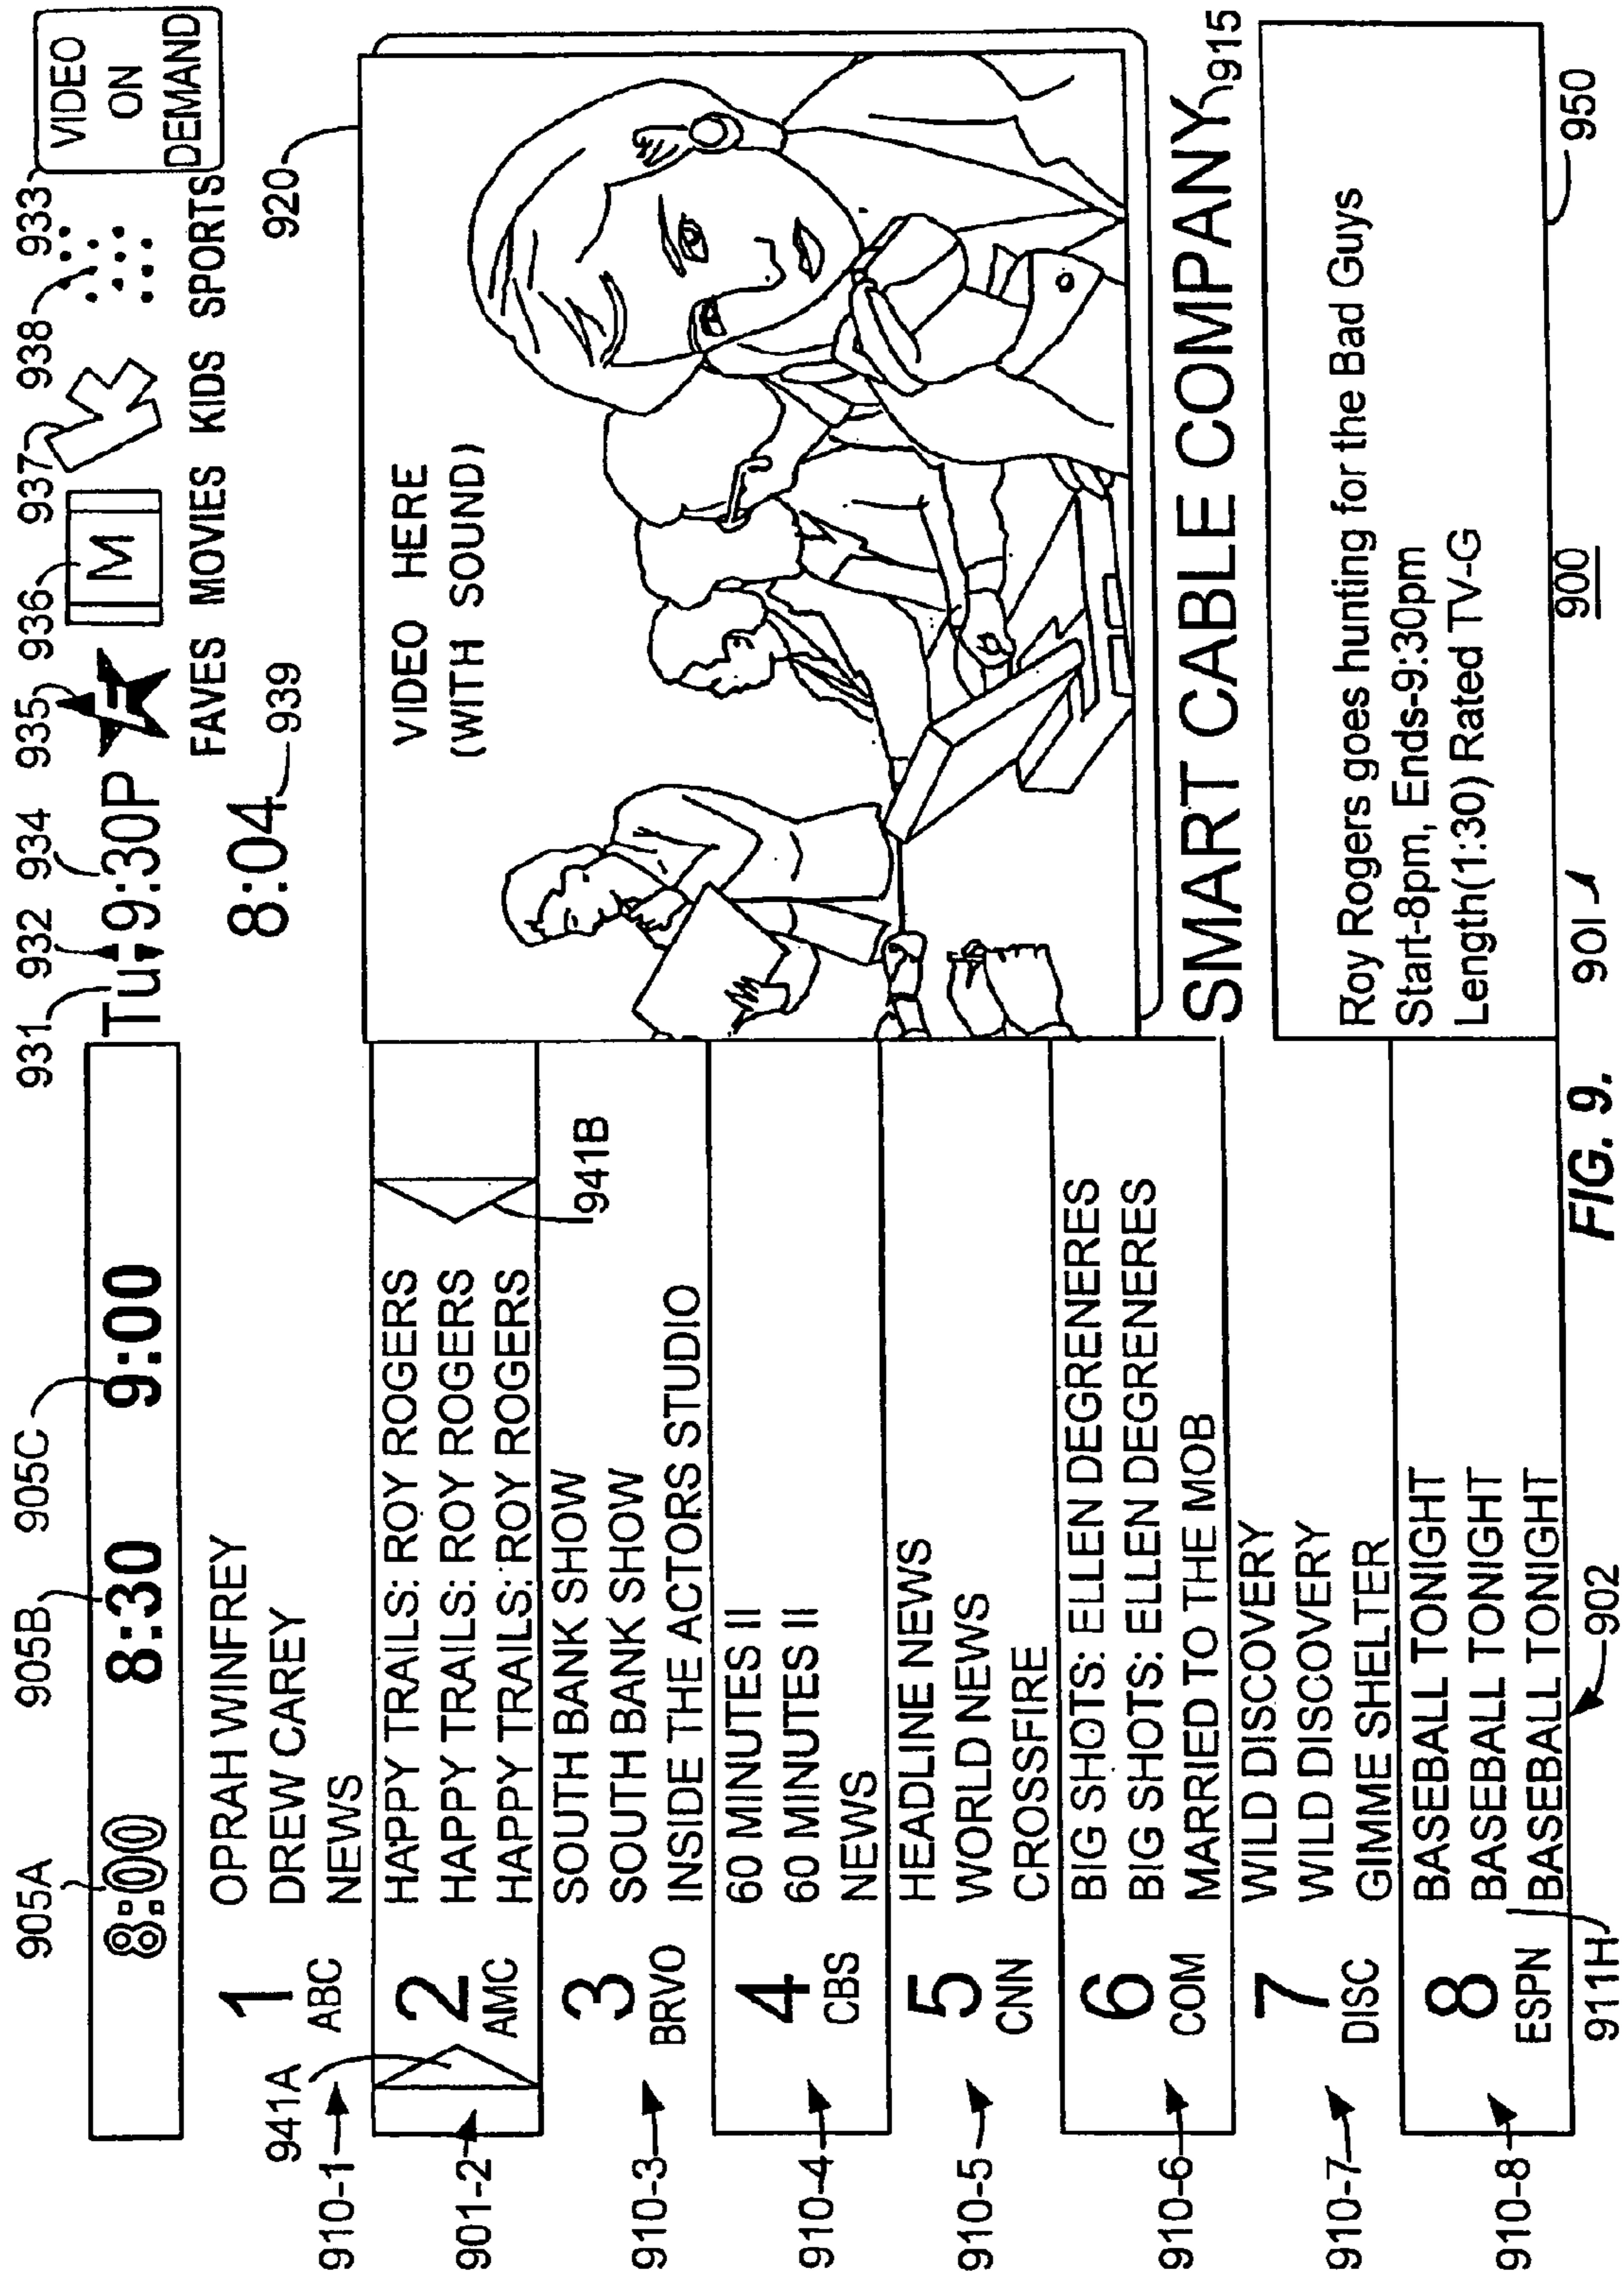 905A 905B 905C 931 932 934 935 936 937 938 933
8:00 8:30 9:00
Tu 9:30P F M
VIDEO
ON
DEMAND
FAVES MOVIES KIDS SPORTS
8:04 939
920
941A
910-1
1
ABC
OPRAH WINFREY
DREW CAREY
NEWS
901-2
2
AMC
HAPPY TRAILS: ROY ROGERS
HAPPY TRAILS: ROY ROGERS
HAPPY TRAILS: ROY ROGERS
941B
910-3
3
BRVO
SOUTH BANK SHOW
SOUTH BANK SHOW
INSIDE THE ACTORS STUDIO
910-4
4
CBS
60 MINUTES II
60 MINUTES II
NEWS
910-5
5
CNN
HEADLINE NEWS
WORLD NEWS
CROSSFIRE
910-6
6
COM
BIG SHOTS: ELLEN DEGRENERES
BIG SHOTS: ELLEN DEGRENERES
MARRIED TO THE MOB
910-7
7
DISC
WILD DISCOVERY
WILD DISCOVERY
GIMME SHELTER
910-8
8
ESPN
BASEBALL TONIGHT
BASEBALL TONIGHT
BASEBALL TONIGHT
911H
902
VIDEO HERE
(WITH SOUND)
SMART CABLE COMPANY 915
Roy Rogers goes hunting for the Bad Guys
Start-8pm, Ends-9:30pm
Length(1:30) Rated TV-G
901 900 950
FIG. 9.